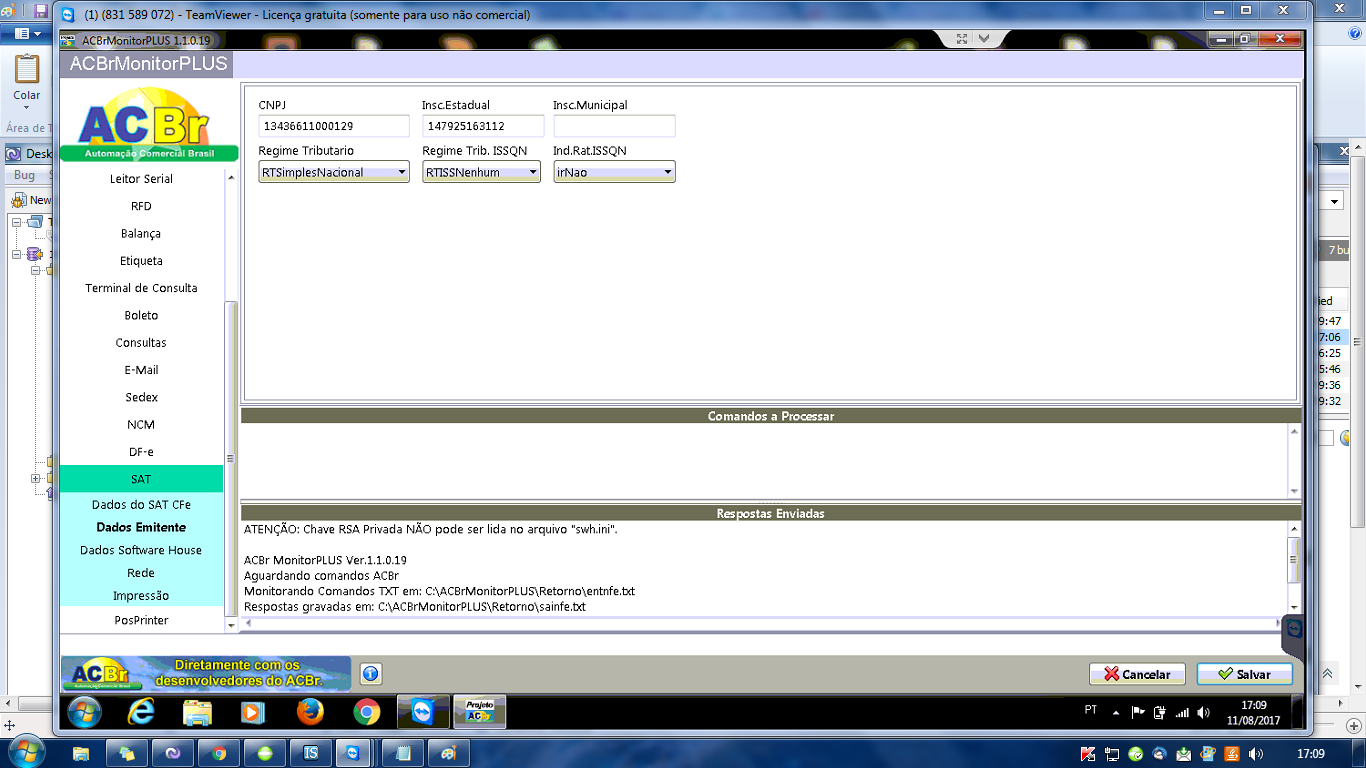 (1) (831 589 072) - TeamViewer - Licença gratuita (somente para uso não comercial)
ACBrMonitorPLUS 1.1.0.19
ACBrMonitorPLUS
Colar
Área de T
Desk
Bug
New
ACBr
Automação Comercial Brasil
Leitor Serial
RFD
Balança
Etiqueta
Terminal de Consulta
Boleto
Consultas
E-Mail
Sedex
NCM
DF-e
SAT
Dados do SAT CFe
Dados Emitente
Dados Software House
Rede
Impressão
PosPrinter
CNPJ Insc.Estadual Insc.Municipal
13436611000129 147925163112
Regime Tributario Regime Trib. ISSQN Ind.Rat.ISSQN
RTSimplesNacional RTISSNenhum irNao
Comandos a Processar
Respostas Enviadas
ATENÇÃO: Chave RSA Privada NÃO pode ser lida no arquivo "swh.ini".
ACBr MonitorPLUS Ver.1.1.0.19
Aguardando comandos ACBr
Monitorando Comandos TXT em: C:\ACBrMonitorPLUS\Retorno\entnfe.txt
Respostas gravadas em: C:\ACBrMonitorPLUS\Retorno\sainfe.txt
7 bu
ied
9:47
7:06
6:25
5:46
9:36
9:32
ACBr
Diretamente com os
desenvolvedores do ACBr.
Cancelar Salvar
Projeto
ACBr
PT
17:09
11/08/2017
17:09